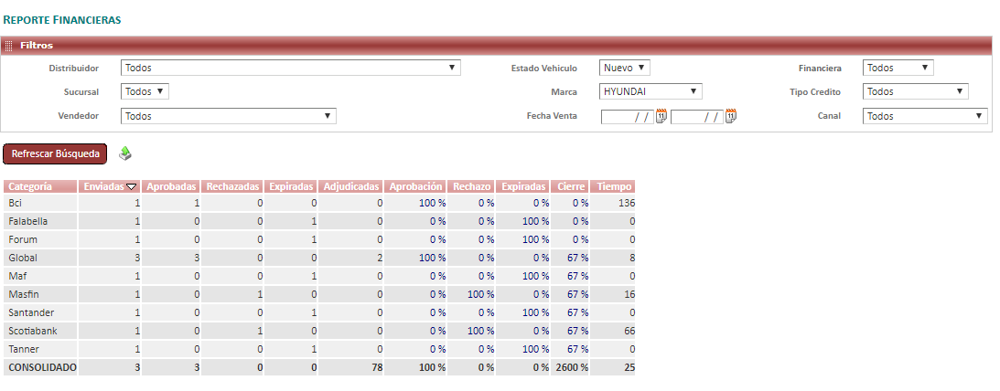 REPORTE FINANCIERAS
Filtros
Distribuidor Todos Estado Vehiculo Nuevo Financiera Todos
Sucursal Todos Marca HYUNDAI Tipo Credito Todos
Vendedor Todos Fecha Venta / / 11 / / 11 Canal Todos
Refrescar Búsqueda
Categoría Enviadas Aprobadas Rechazadas Expiradas Adjudicadas Aprobación Rechazo Expiradas Cierre Tiempo
Bci 1 1 0 0 0 100 % 0 % 0 % 0 % 136
Falabella 1 0 0 1 0 0 % 0 % 100 % 0 % 0
Forum 1 0 0 1 0 0 % 0 % 100 % 0 % 0
Global 3 3 0 0 2 100 % 0 % 0 % 67 % 8
Maf 1 0 0 1 0 0 % 0 % 100 % 67 % 0
Masfin 1 0 1 0 0 0 % 100 % 0 % 67 % 16
Santander 1 0 0 1 0 0 % 0 % 100 % 67 % 0
Scotiabank 1 0 1 0 0 0 % 100 % 0 % 67 % 66
Tanner 1 0 0 1 0 0 % 0 % 100 % 67 % 0
CONSOLIDADO 3 3 0 0 78 100 % 0 % 0 % 2600 % 25